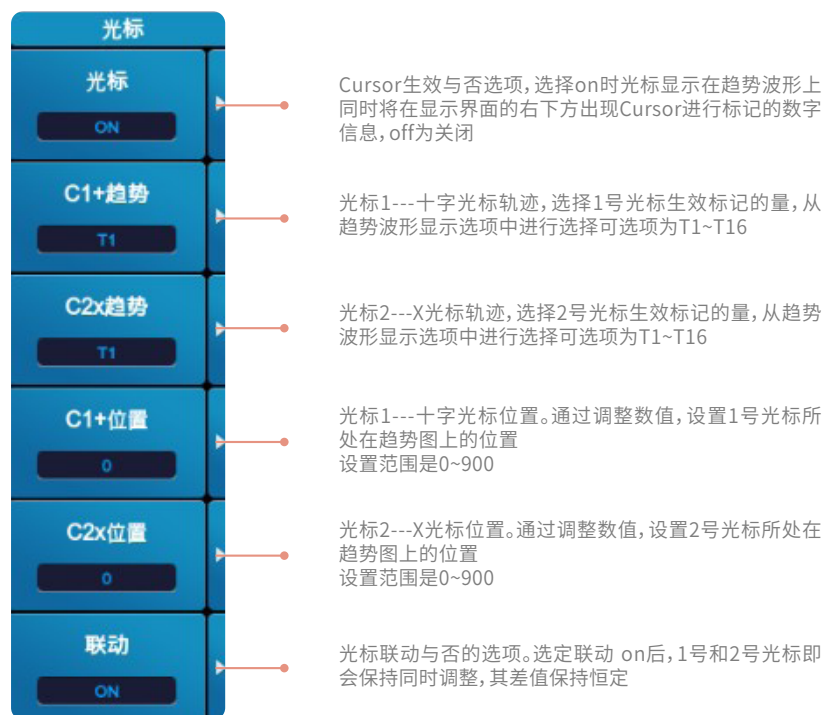 光标
光标
ON
Cursor生效与否选项，选择on时光标显示在趋势波形上
同时将在显示界面的右下方出现Cursor进行标记的数字
信息，off为关闭
C1+趋势
T1
光标1---十字光标轨迹，选择1号光标生效标记的量，从
趋势波形显示选项中进行选择可选项为T1~T16
C2x趋势
T1
光标2---X光标轨迹，选择2号光标生效标记的量，从趋势
波形显示选项中进行选择可选项为T1~T16
C1+位置
0
光标1---十字光标位置。通过调整数值，设置1号光标所
处在趋势图上的位置
设置范围是0~900
C2x位置
0
光标2---X光标位置。通过调整数值，设置2号光标所处在
趋势图上的位置
设置范围是0~900
联动
ON
光标联动与否的选项。选定联动 on后，1号和2号光标即
会保持同时调整，其差值保持恒定